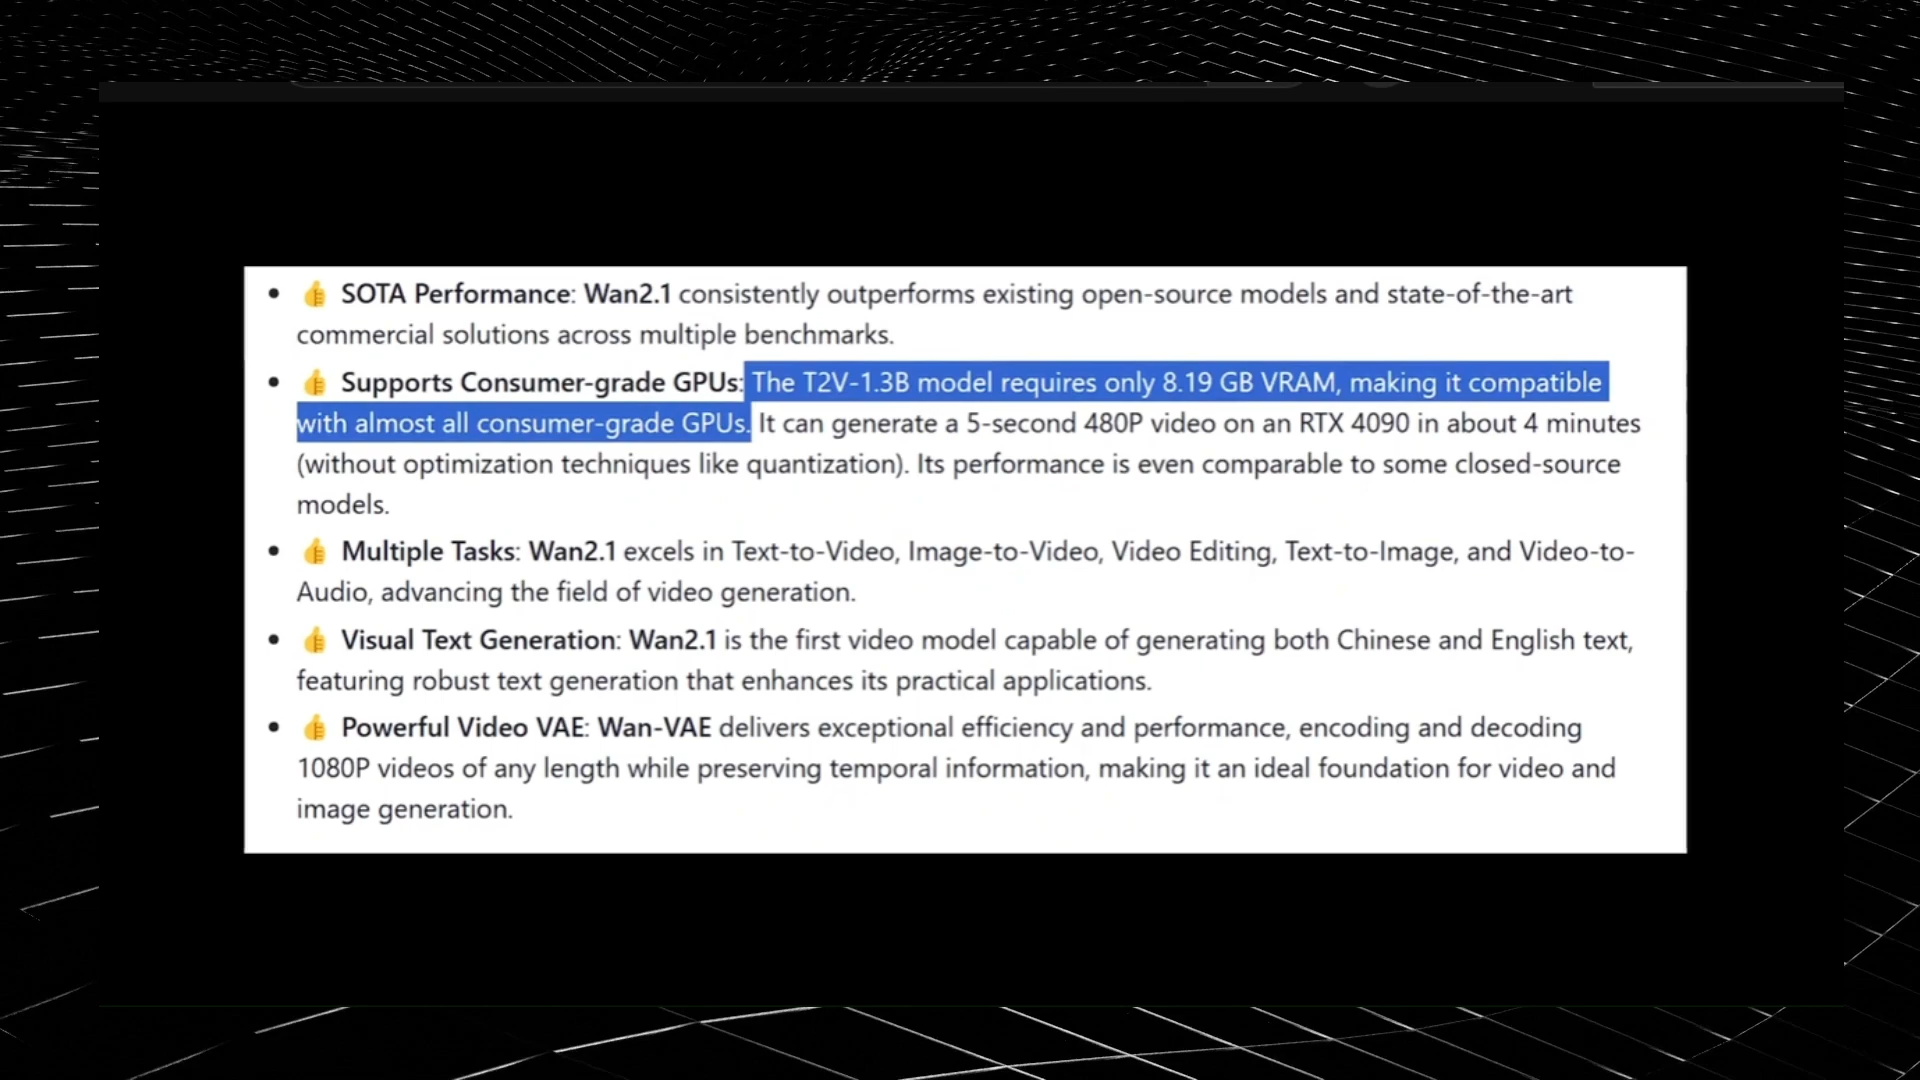 • 👍 SOTA Performance: Wan2.1 consistently outperforms existing open-source models and state-of-the-art
commercial solutions across multiple benchmarks.
• 👍 Supports Consumer-grade GPUs: The T2V-1.3B model requires only 8.19 GB VRAM, making it compatible
with almost all consumer-grade GPUs. It can generate a 5-second 480P video on an RTX 4090 in about 4 minutes
(without optimization techniques like quantization). Its performance is even comparable to some closed-source
models.
• 👍 Multiple Tasks: Wan2.1 excels in Text-to-Video, Image-to-Video, Video Editing, Text-to-Image, and Video-to-
Audio, advancing the field of video generation.
• 👍 Visual Text Generation: Wan2.1 is the first video model capable of generating both Chinese and English text,
featuring robust text generation that enhances its practical applications.
• 👍 Powerful Video VAE: Wan-VAE delivers exceptional efficiency and performance, encoding and decoding
1080P videos of any length while preserving temporal information, making it an ideal foundation for video and
image generation.